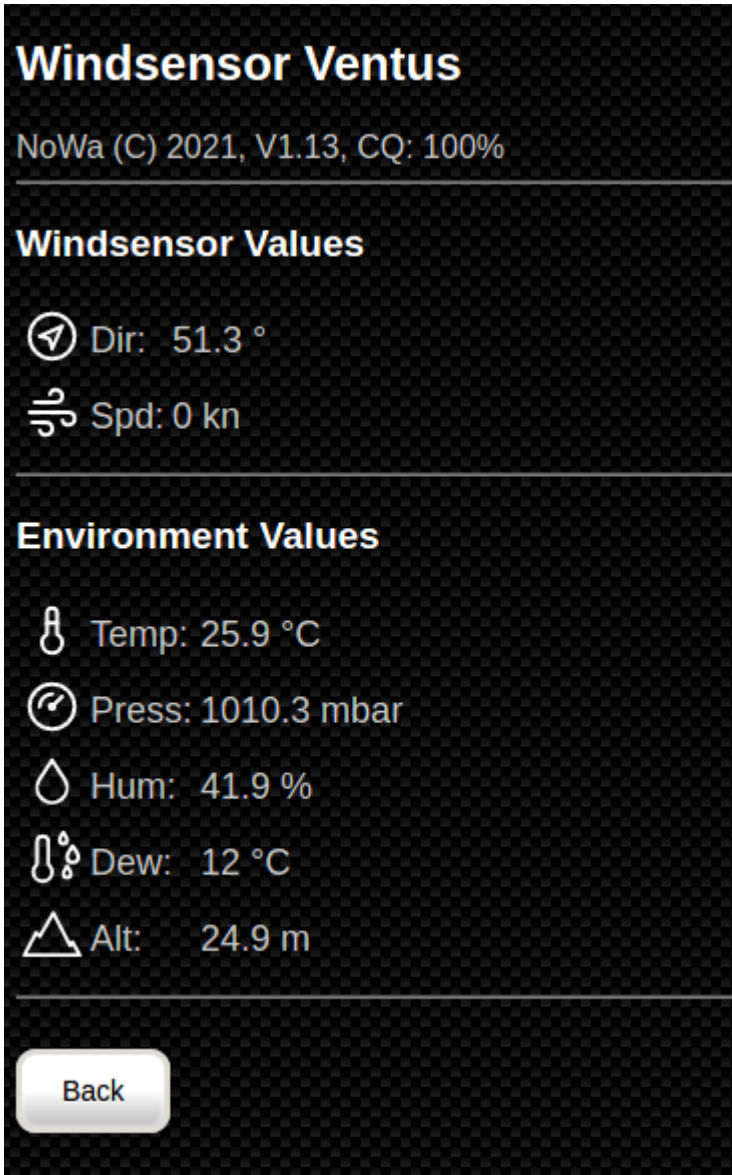 Windsensor Ventus
NoWa (C) 2021, V1.13, CQ: 100%
Windsensor Values
Dir: 51.3 °
Spd: 0 kn
Environment Values
Temp: 25.9 °C
Press: 1010.3 mbar
Hum: 41.9 %
Dew: 12 °C
Alt: 24.9 m
Back